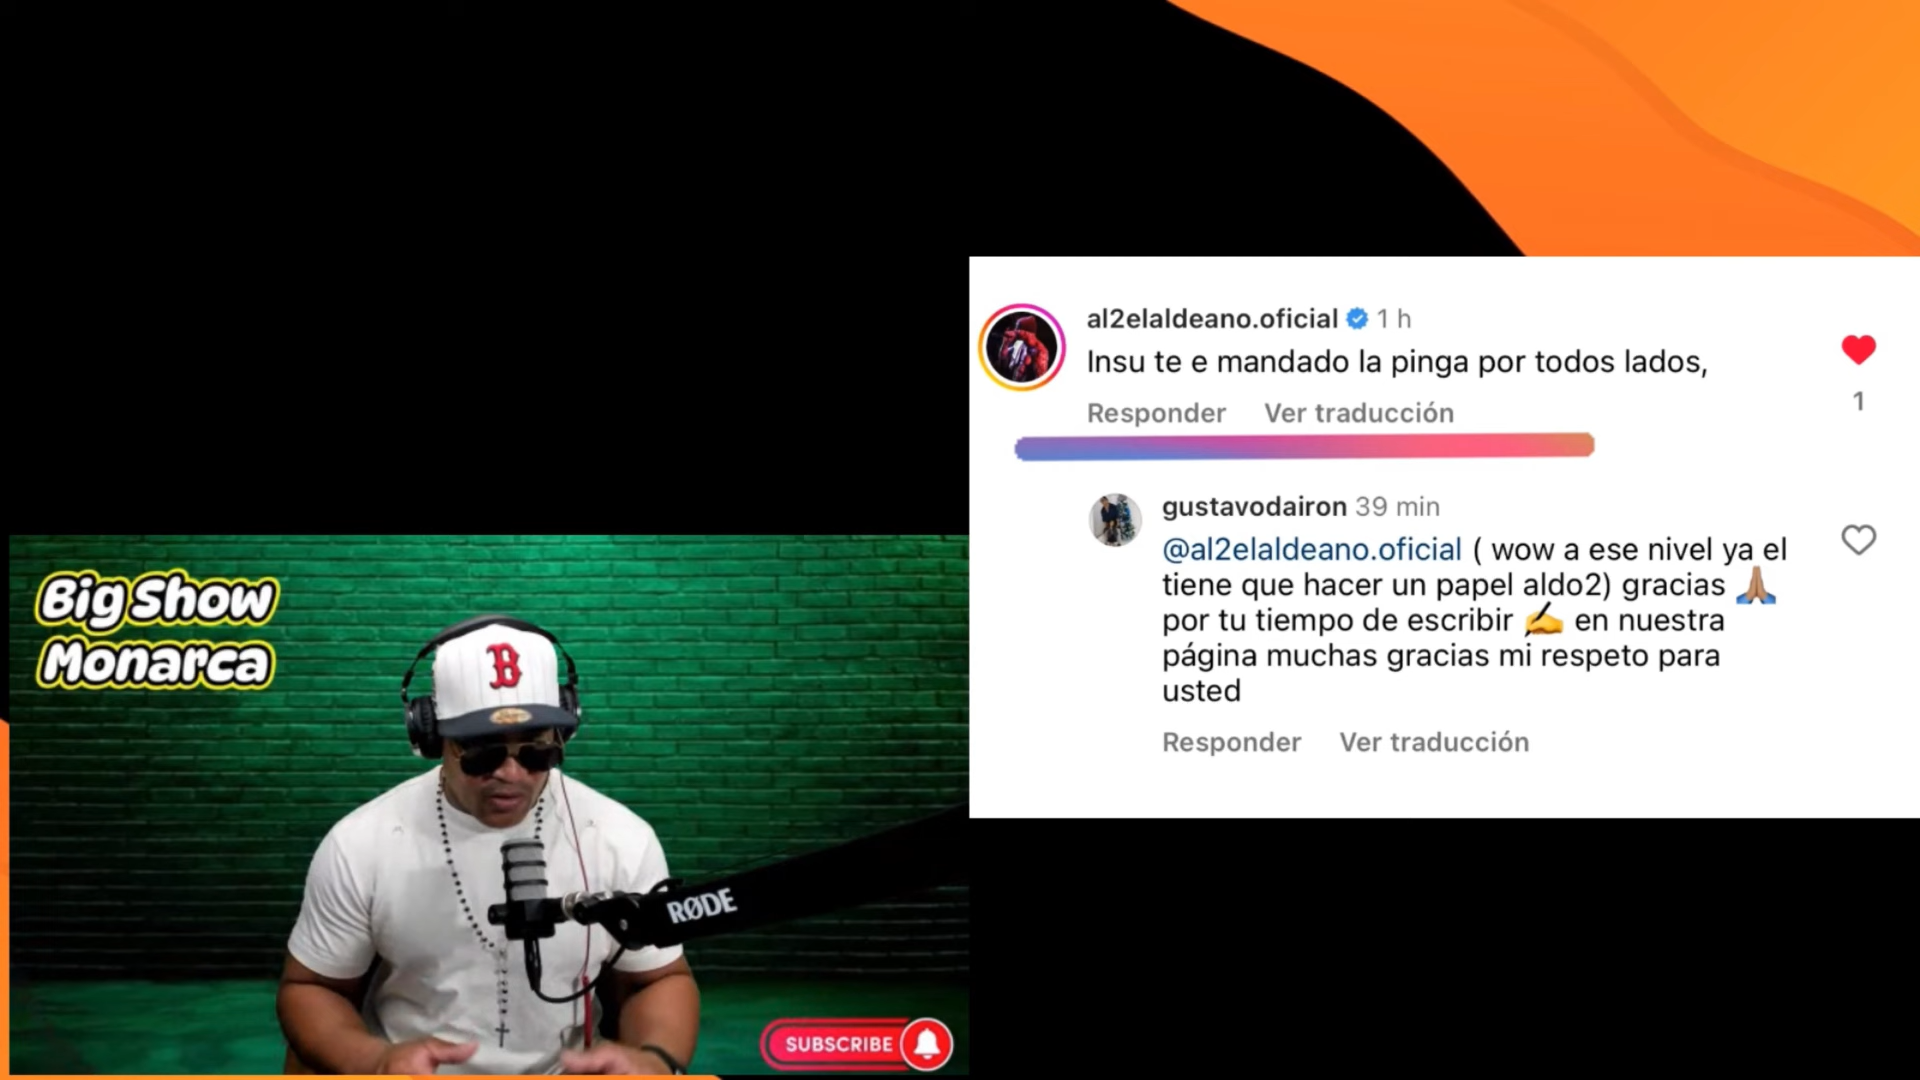 al2elaldeano.oficial 1 h
Insu te e mandado la pinga por todos lados,
Responder Ver traducción
1
gustavodairon 39 min
@al2elaldeano.oficial ( wow a ese nivel ya el
tiene que hacer un papel aldo2) gracias 🙏🏽
por tu tiempo de escribir ✍️ en nuestra
página muchas gracias mi respeto para
usted
Responder Ver traducción
Big Show
Monarca
B
RØDE
SUBSCRIBE